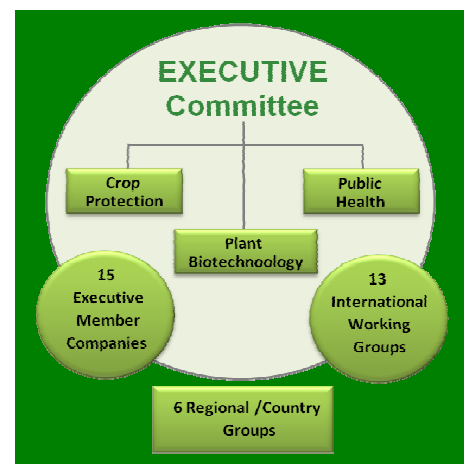 EXECUTIVE
Committee
Crop
Protection
Public
Health
Plant
Biotechnoology
15
Executive
Member
Companies
13
International
Working
Groups
6 Regional /Country
Groups